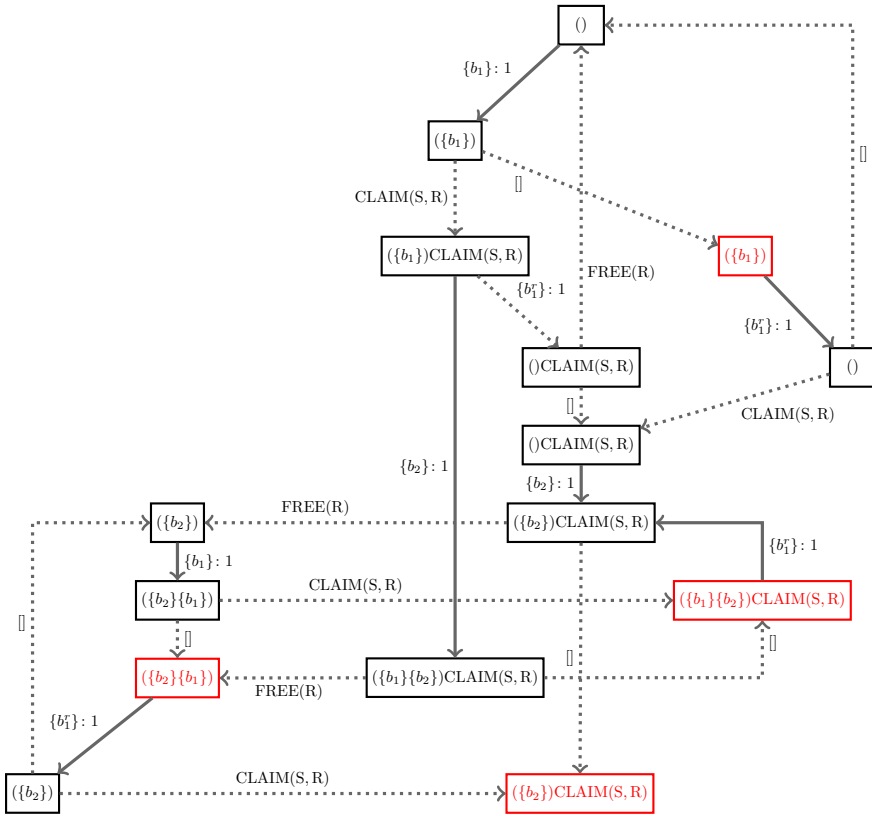 ()
{b₁}: 1
({b₁})
[]
[]
CLAIM(S, R)
({b₁})CLAIM(S, R)
({b₁})
{b₁ʳ}: 1
FREE(R)
{b₁ʳ}: 1
()CLAIM(S, R)
()
[]
CLAIM(S, R)
()CLAIM(S, R)
{b₂}: 1
{b₂}: 1
({b₂})
FREE(R)
({b₂})CLAIM(S, R)
{b₁}: 1
{b₁ʳ}: 1
CLAIM(S, R)
({b₂}{b₁})
({b₁}{b₂})CLAIM(S, R)
[]
[]
[]
[]
({b₂}{b₁})
FREE(R)
({b₁}{b₂})CLAIM(S, R)
{b₁ʳ}: 1
CLAIM(S, R)
({b₂})
({b₂})CLAIM(S, R)